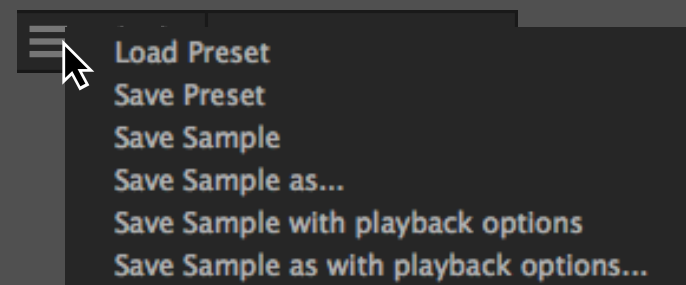 Load Preset
Save Preset
Save Sample
Save Sample as...
Save Sample with playback options
Save Sample as with playback options...